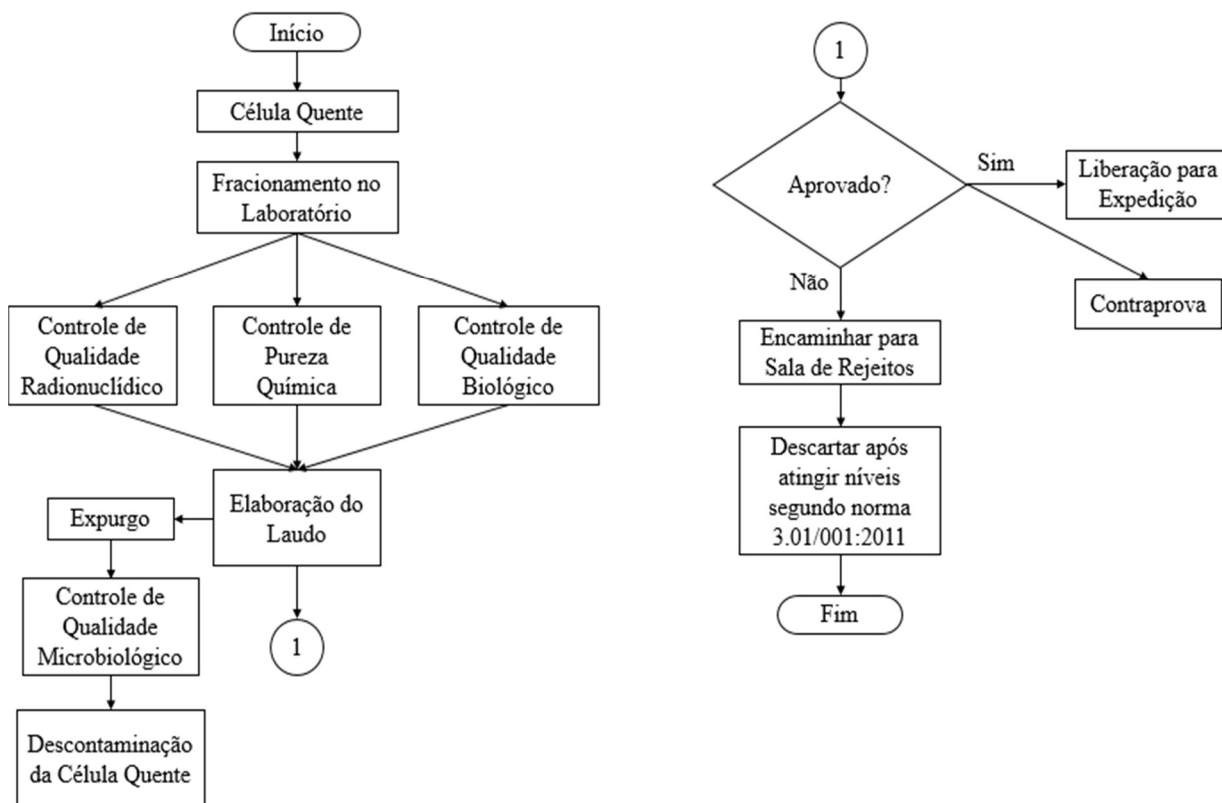 Início
Célula Quente
Fracionamento no
Laboratório
Controle de
Qualidade
Radionuclídico
Controle de
Pureza
Química
Controle de
Qualidade
Biológico
Elaboração do
Laudo
Expurgo
Controle de
Qualidade
Microbiológico
Descontaminação
da Célula Quente
1
1
Aprovado?
Sim
Liberação para
Expedição
Contraprova
Não
Encaminhar para
Sala de Rejeitos
Descartar após
atingir níveis
segundo norma
3.01/001:2011
Fim